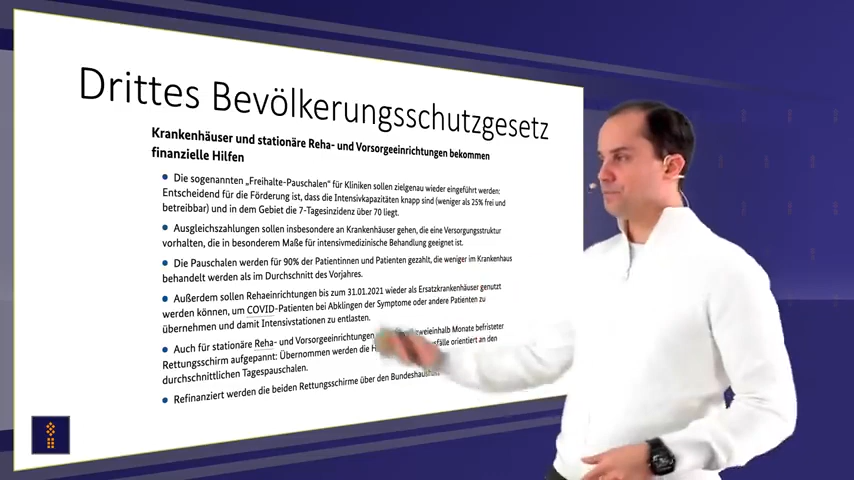 Drittes Bevölkerungsschutzgesetz
Krankenhäuser und stationäre Reha- und Vorsorgeeinrichtungen bekommen
finanzielle Hilfen
Die sogenannten „Freihalte-Pauschalen“ für Kliniken sollen zielgenau wieder eingeführt werden:
Entscheidend für die Förderung ist, dass die Intensivkapazitäten knapp sind (weniger als 25% frei und
betreibbar) und in dem Gebiet die 7-Tagesinzidenz über 70 liegt.
Ausgleichszahlungen sollen insbesondere an Krankenhäuser gehen, die eine Versorgungsstruktur
vorhalten, die in besonderem Maße für intensivmedizinische Behandlung geeignet ist.
Die Pauschalen werden für 90% der Patientinnen und Patienten gezahlt, die weniger im Krankenhaus
behandelt werden als im Durchschnitt des Vorjahres.
Außerdem sollen Rehaeinrichtungen bis zum 31.01.2021 wieder als Ersatzkrankenhäuser genutzt
werden können, um COVID-Patienten bei Abklingen der Symptome oder andere Patienten zu
übernehmen und damit Intensivstationen zu entlasten.
Auch für stationäre Reha- und Vorsorgeeinrichtungen Monate befristeter
Rettungsschirm aufgepannt: Übernommen werden die orientiert an den
durchschnittlichen Tagespauschalen.
Refinanziert werden die beiden Rettungsschirme über den